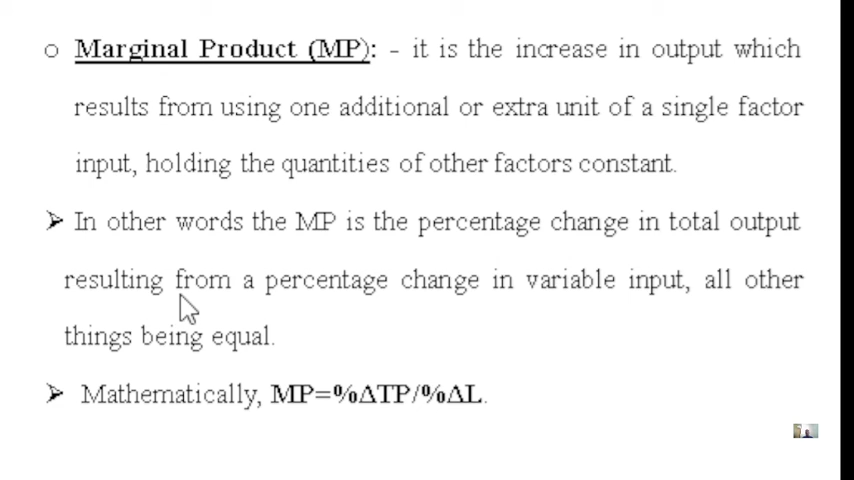 o Marginal Product (MP): - it is the increase in output which
results from using one additional or extra unit of a single factor
input, holding the quantities of other factors constant.
➢ In other words the MP is the percentage change in total output
resulting from a percentage change in variable input, all other
things being equal.
➢ Mathematically, MP=%ΔTP/%ΔL.